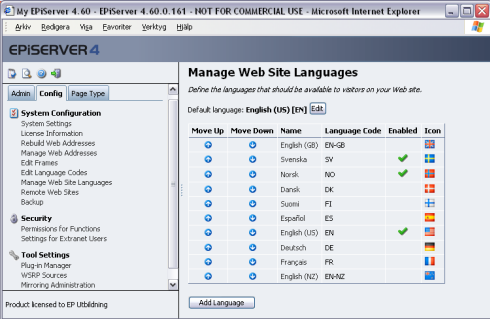 My EPiServer 4.60 - EPiServer 4.60.0.161 - NOT FOR COMMERCIAL USE - Microsoft Internet Explorer
Arkiv Redigera Visa Favoriter Verktyg Hjälp
EPiSERVER 4
Admin Config Page Type
System Configuration
System Settings
License Information
Rebuild Web Addresses
Manage Web Addresses
Edit Frames
Edit Language Codes
Manage Web Site Languages
Remote Web Sites
Backup
Security
Permissions for Functions
Settings for Extranet Users
Tool Settings
Plug-in Manager
WSRP Sources
Mirroring Administration
Product licensed to EP Utbildning
Manage Web Site Languages
Define the languages that should be available to visitors on your Web site.
Default language: English (US) [EN] Edit
Move Up Move Down Name Language Code Enabled Icon
English (GB) EN-GB
Svenska SV
Norsk NO
Dansk DK
Suomi FI
Español ES
English (US) EN
Deutsch DE
Français FR
English (NZ) EN-NZ
Add Language